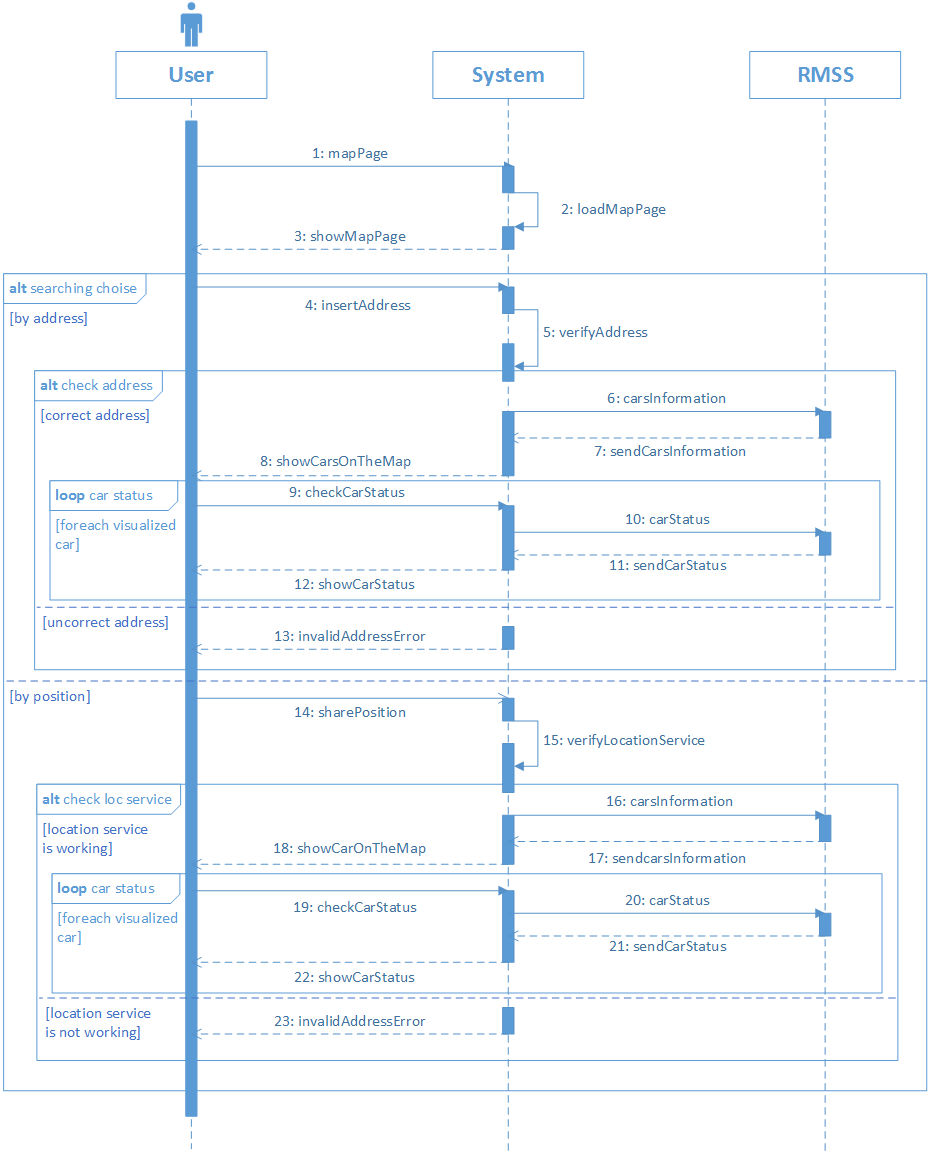 User
System
RMSS
1: mapPage
2: loadMapPage
3: showMapPage
alt searching choise
[by address]
4: insertAddress
5: verifyAddress
alt check address
[correct address]
6: carsInformation
7: sendCarsInformation
8: showCarsOnTheMap
loop car status
[foreach visualized
car]
9: checkCarStatus
10: carStatus
11: sendCarStatus
12: showCarStatus
[uncorrect address]
13: invalidAddressError
[by position]
14: sharePosition
15: verifyLocationService
alt check loc service
[location service
is working]
16: carsInformation
17: sendcarsInformation
18: showCarOnTheMap
loop car status
[foreach visualized
car]
19: checkCarStatus
20: carStatus
21: sendCarStatus
22: showCarStatus
[location service
is not working]
23: invalidAddressError